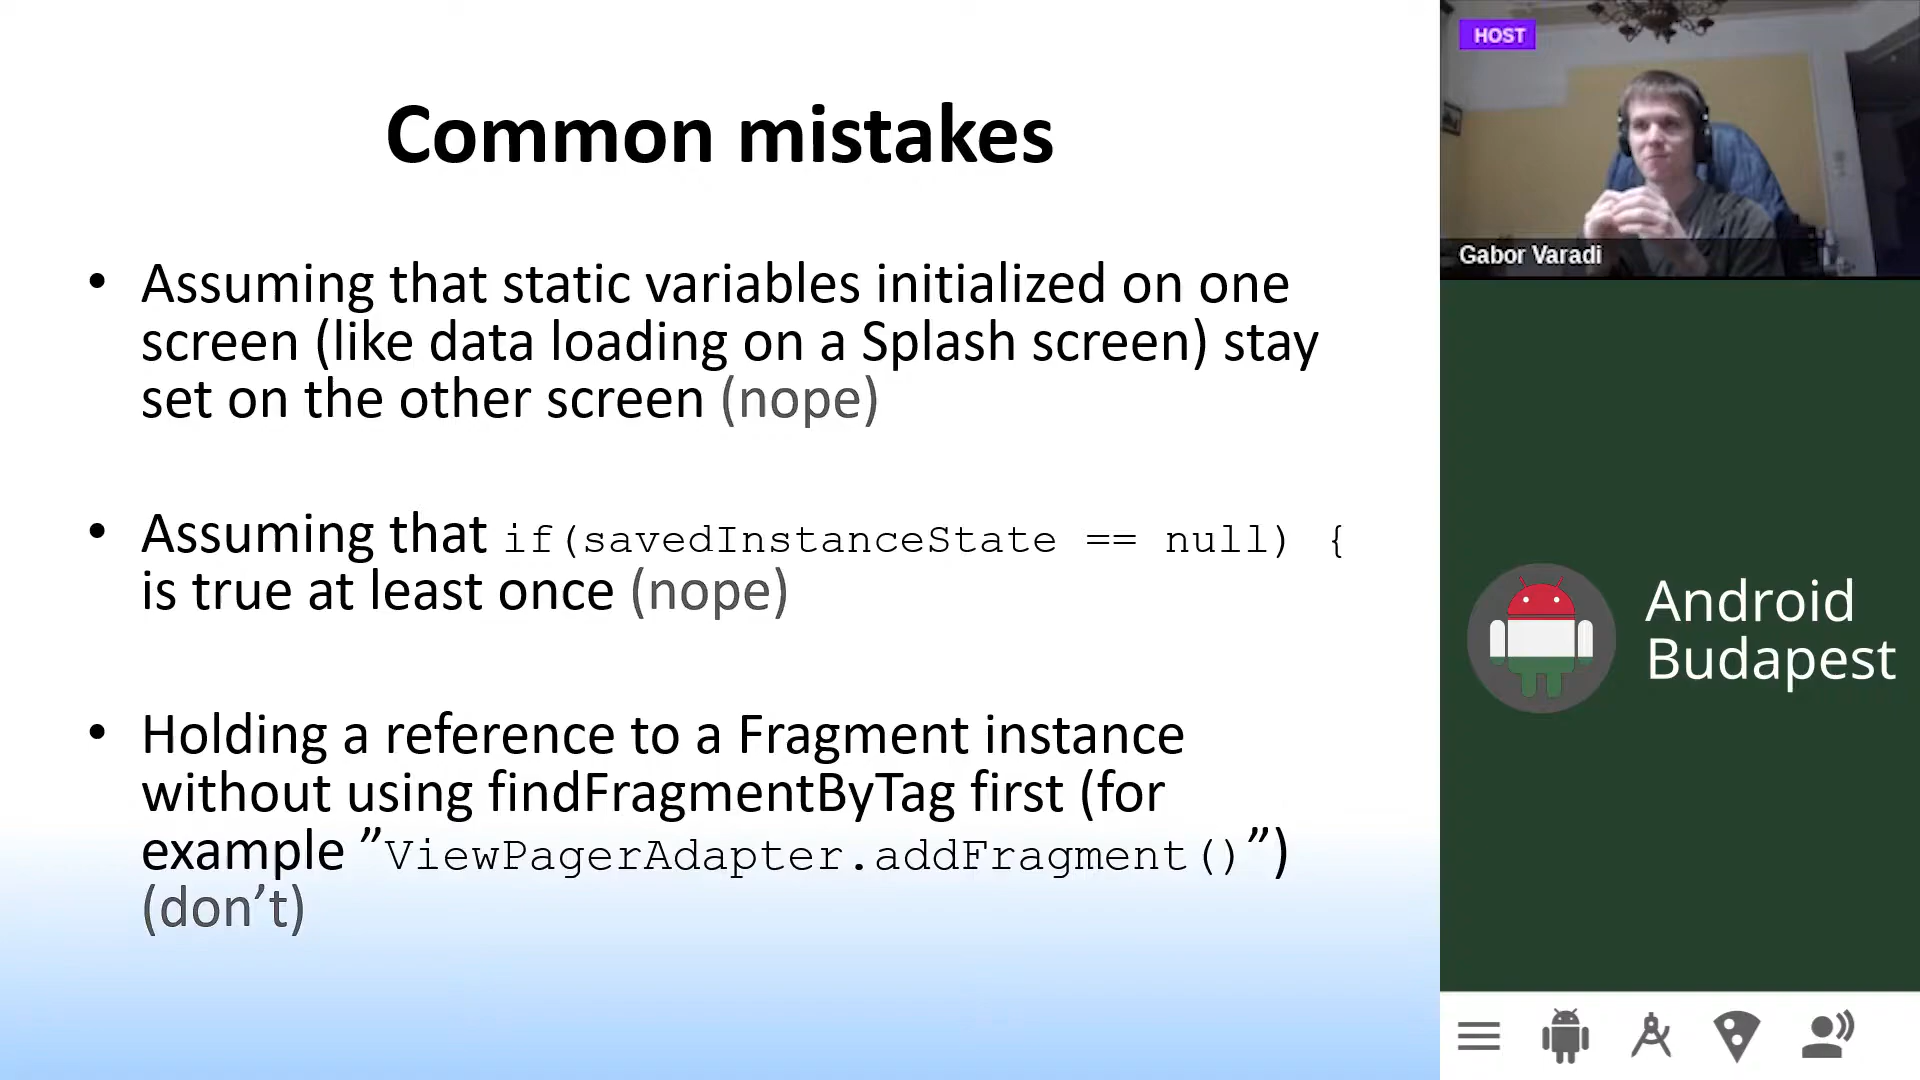 Common mistakes
• Assuming that static variables initialized on one
screen (like data loading on a Splash screen) stay
set on the other screen (nope)
• Assuming that if(savedInstanceState == null) {
is true at least once (nope)
• Holding a reference to a Fragment instance
without using findFragmentByTag first (for
example ”ViewPagerAdapter.addFragment()”)
(don’t)
HOST
Gabor Varadi
Android
Budapest